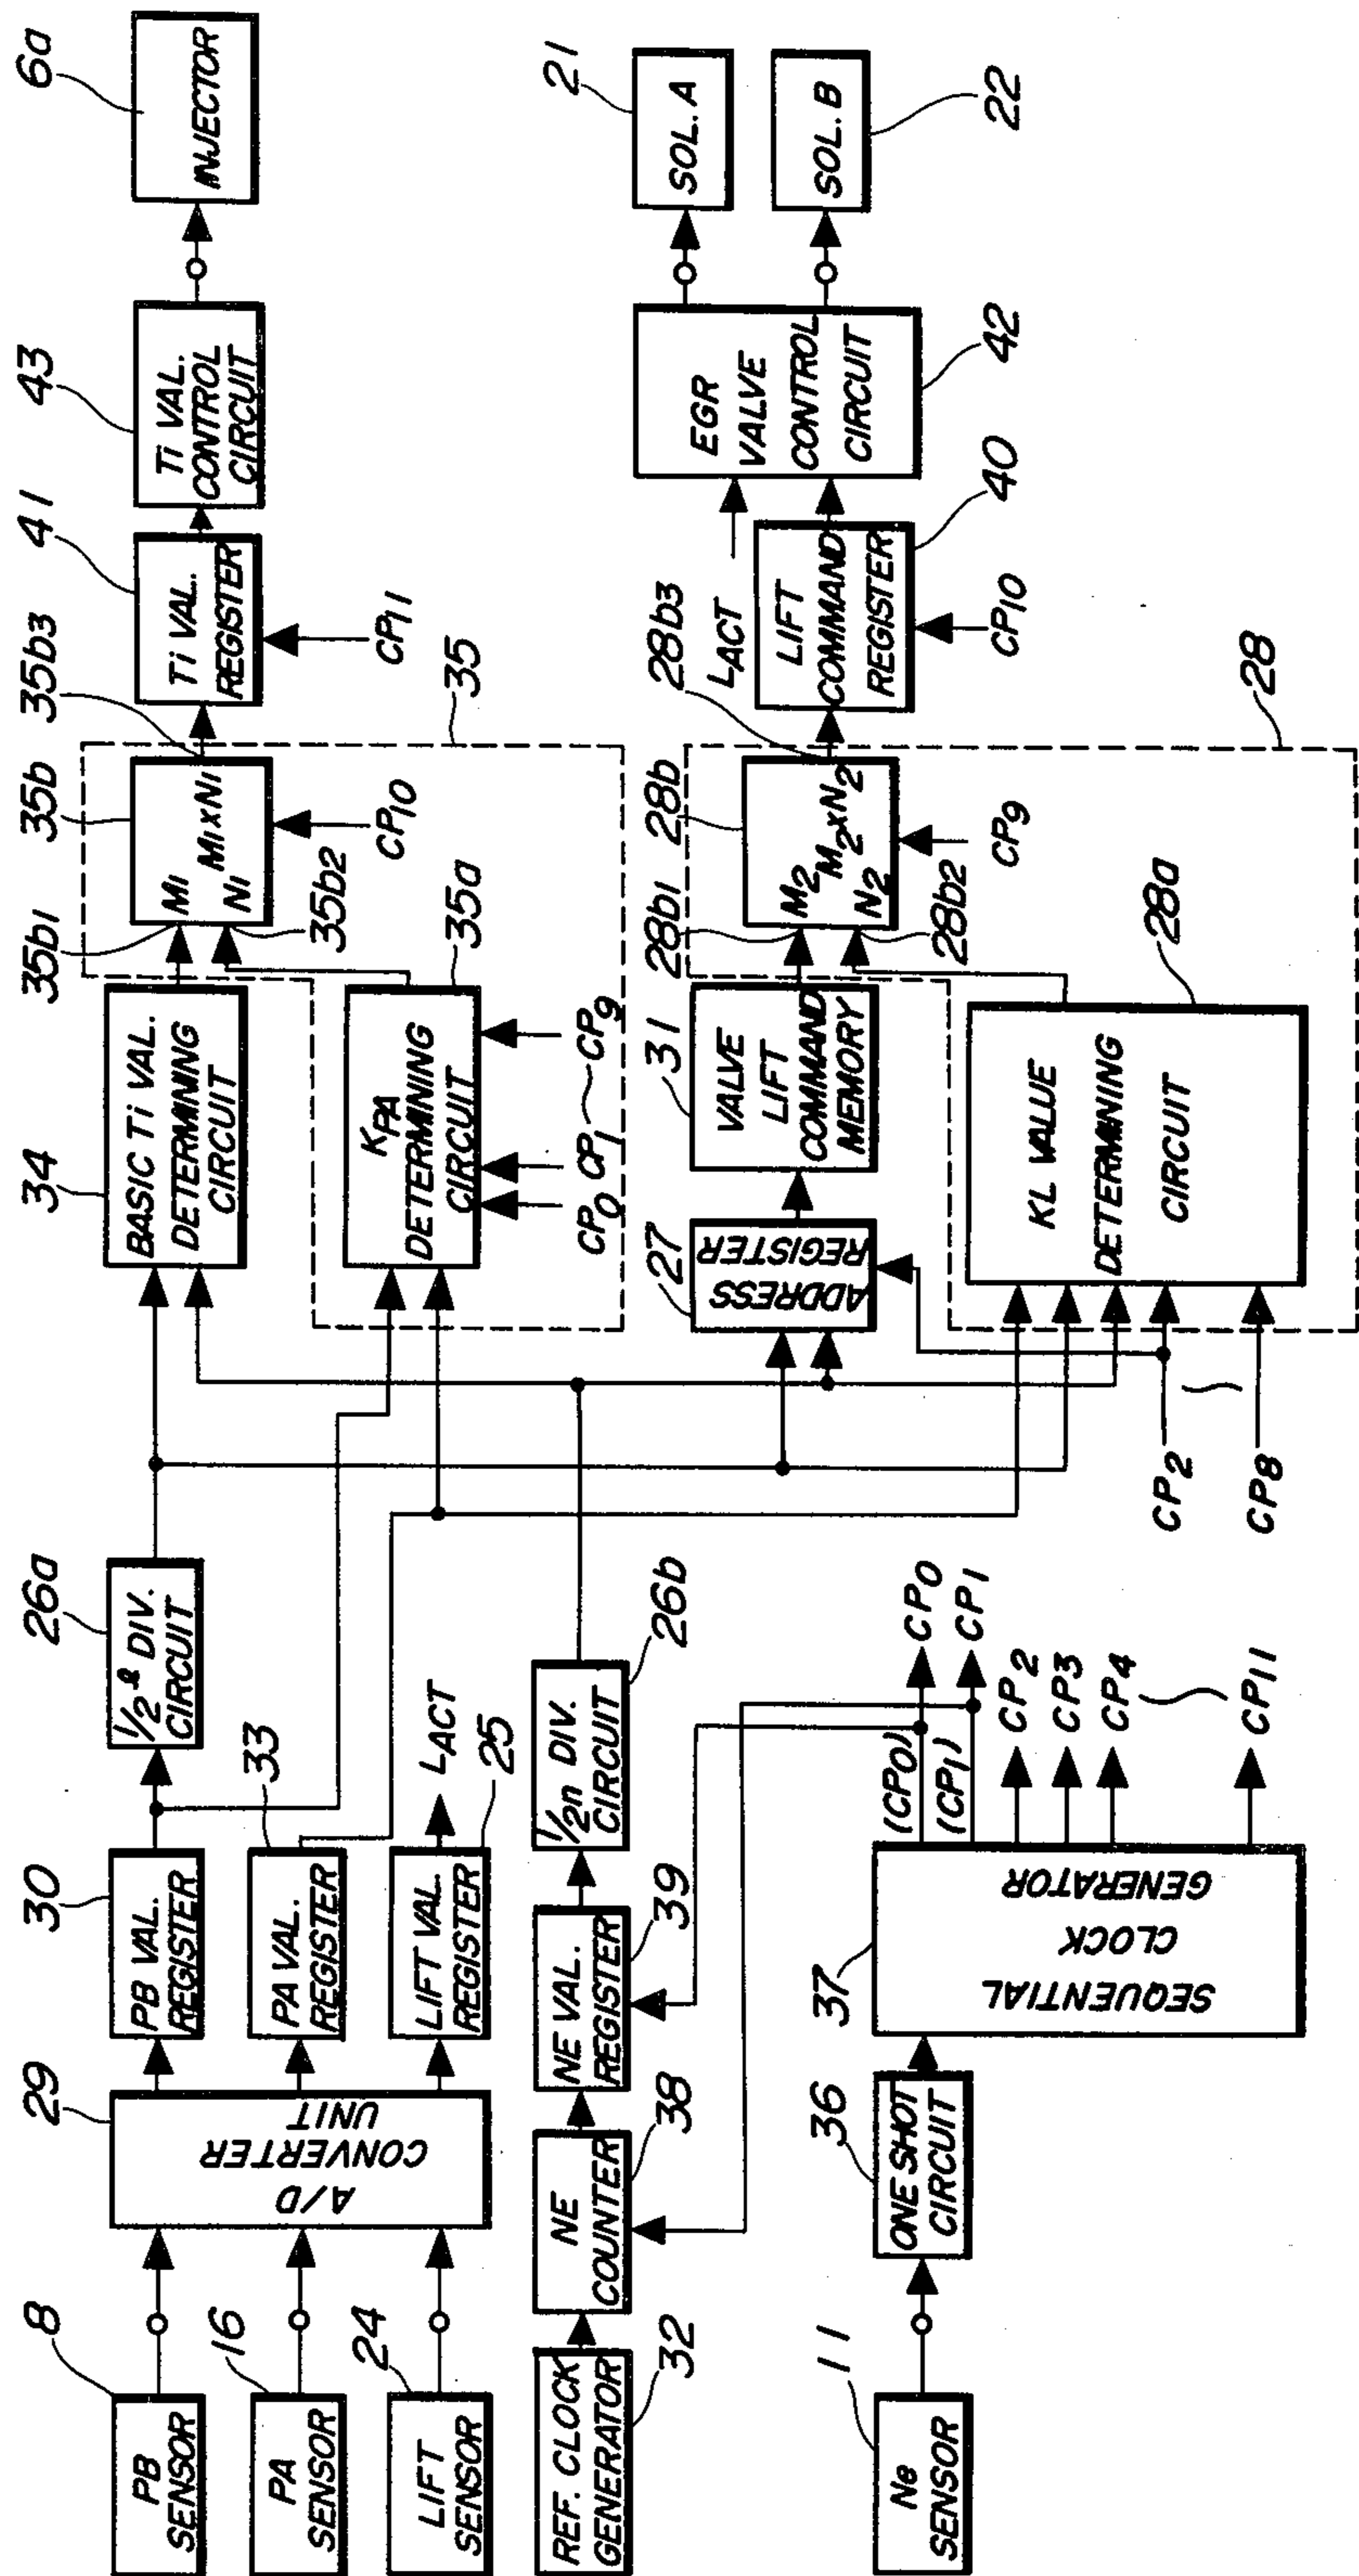 8
PB
SENSOR
16
PA
SENSOR
24
LIFT
SENSOR
29
A/D
CONVERTER
UNIT
30
PB VAL.
REGISTER
33
PA VAL.
REGISTER
LIFT VAL.
REGISTER
25
LACT
26a
1/2ℓ DIV.
CIRCUIT
REF. CLOCK
GENERATOR
32
NE
COUNTER
38
NE VAL.
REGISTER
39
1/2n DIV.
CIRCUIT
26b
11
Ne
SENSOR
36
ONE SHOT
CIRCUIT
37
SEQUENTIAL
CLOCK
GENERATOR
(CP0)
(CP1)
CP0
CP1
CP2
CP3
CP4
CP11
34
BASIC Ti VAL.
DETERMINING
CIRCUIT
KPA
DETERMINING
CIRCUIT
35a
CP0
CP1
CP9
35b1
35b
35b3
M1
M1xN1
N1
35b2
CP10
35
41
Ti VAL.
REGISTER
CP11
43
Ti VAL.
CONTROL
CIRCUIT
6a
INJECTOR
27
ADDRESS
REGISTER
31
VALVE
LIFT
COMMAND
MEMORY
28b1
28b
28b3
M2
M2xN2
N2
28b2
CP9
KL VALUE
DETERMINING
CIRCUIT
28a
CP2
CP8
28
LACT
LIFT
COMMAND
REGISTER
40
CP10
EGR
VALVE
CONTROL
CIRCUIT
42
21
SOL. A
SOL. B
22